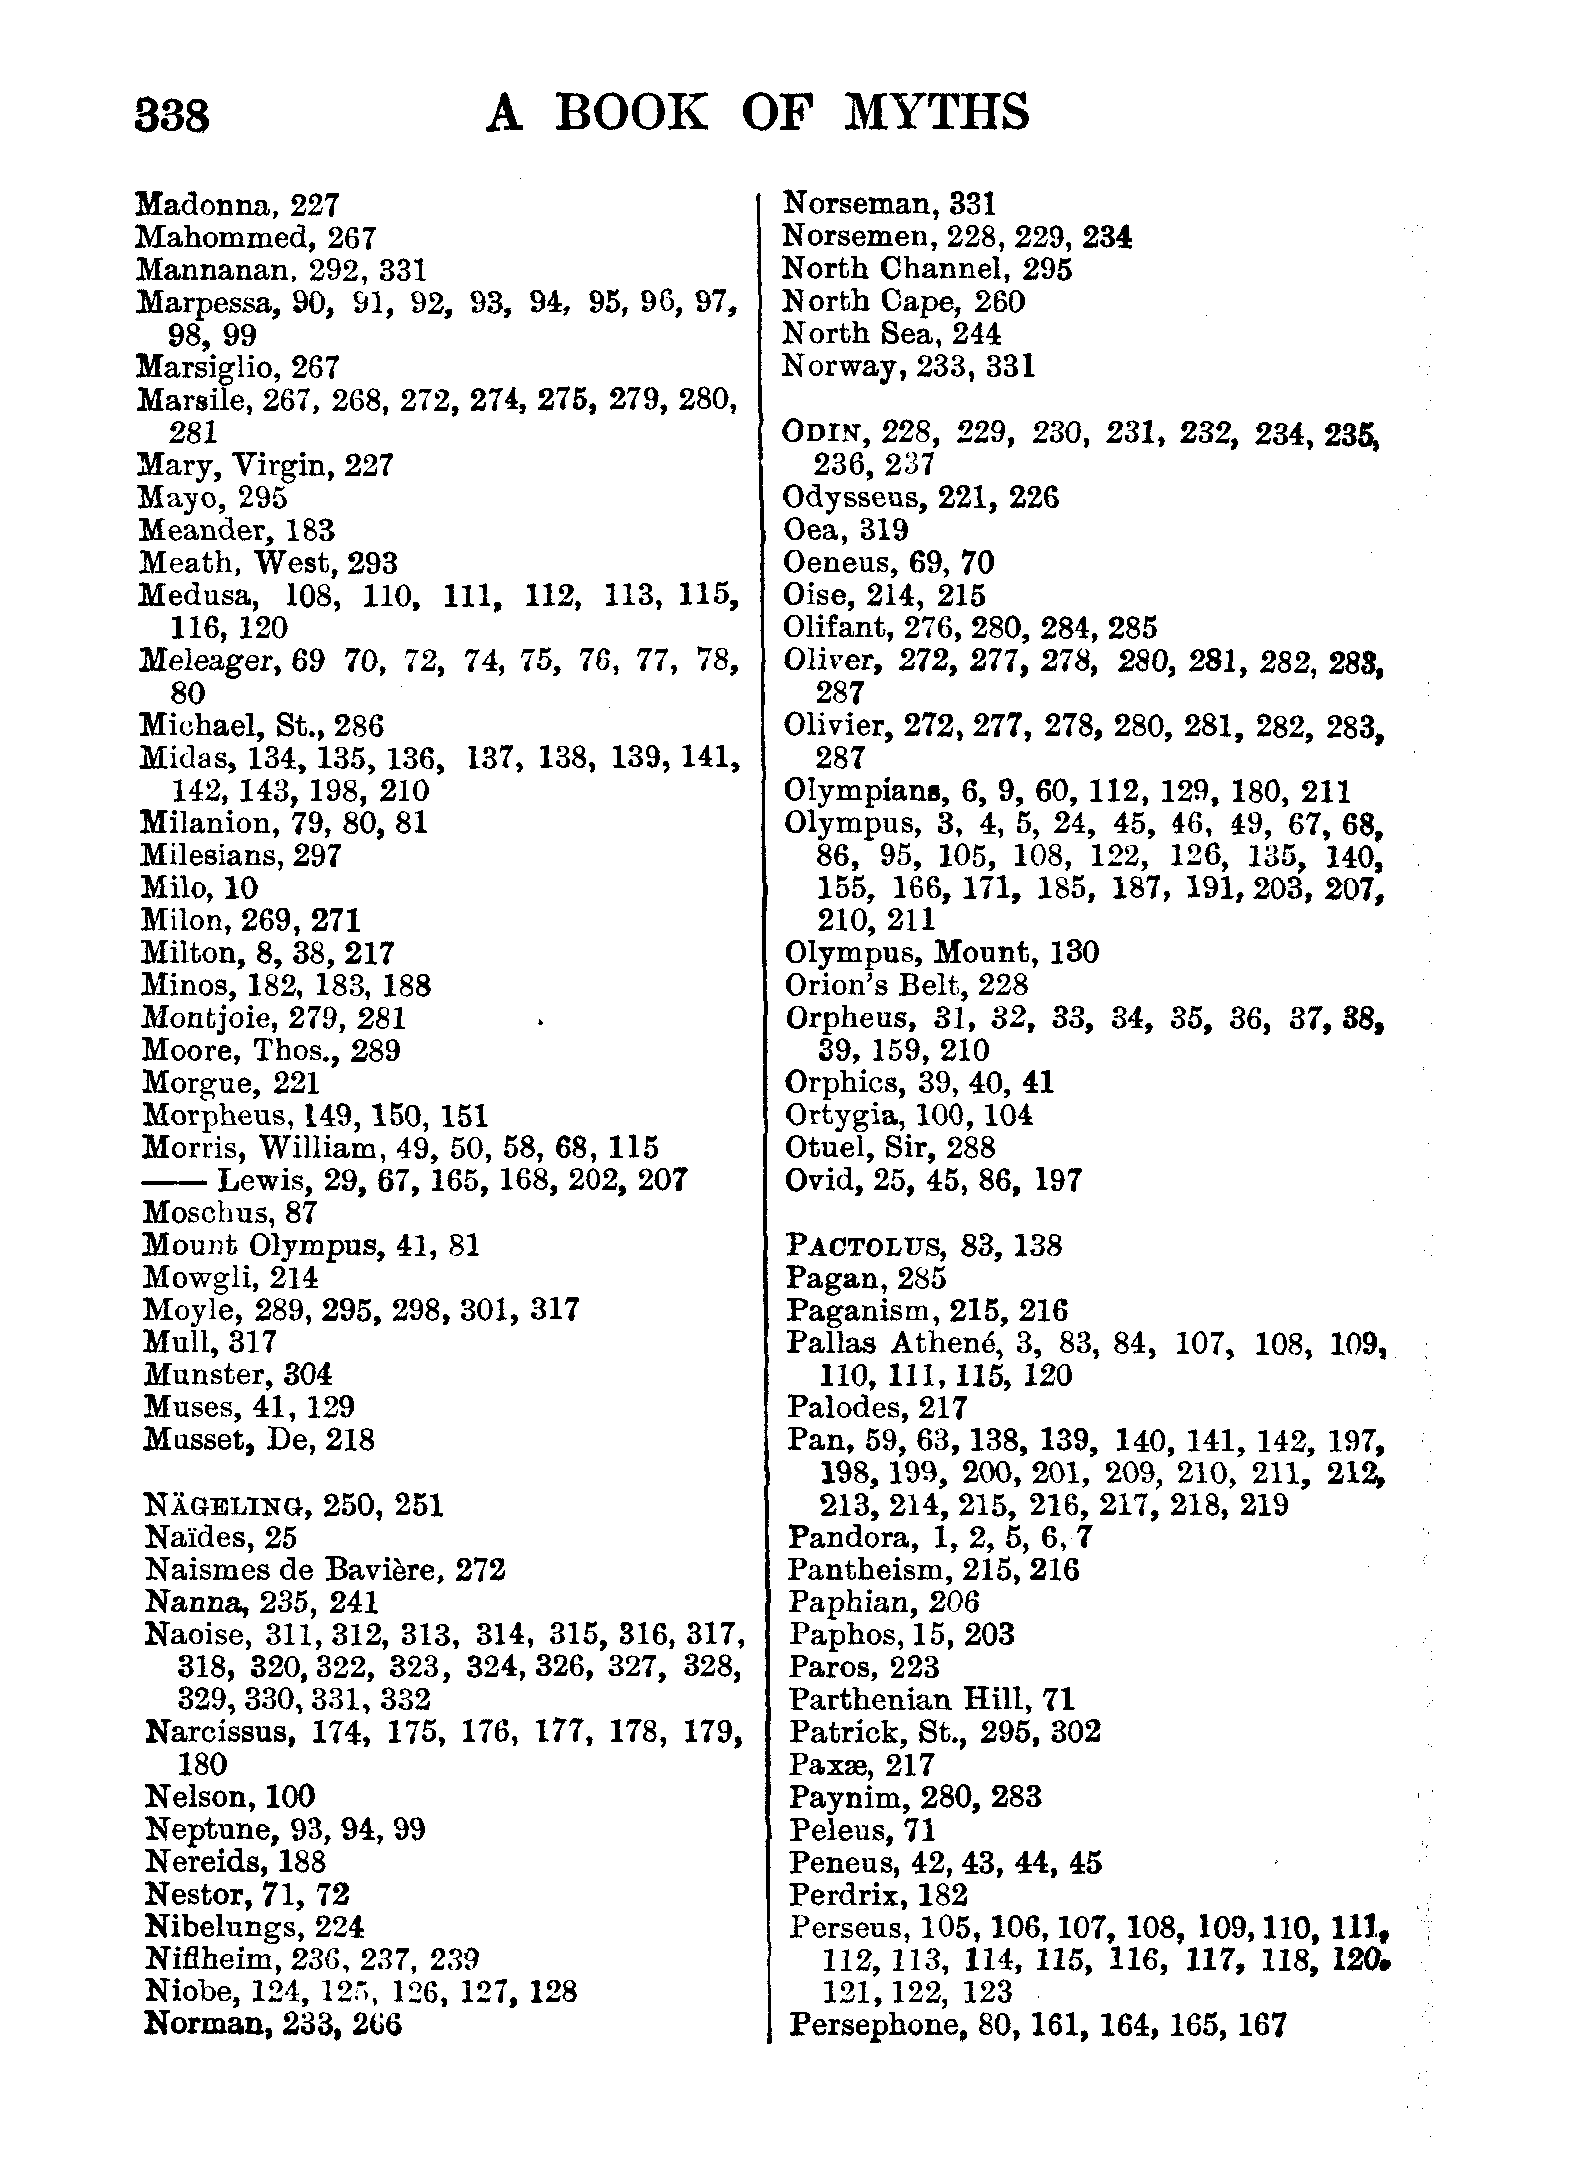 338 A BOOK OF MYTHS
Madonna, 227
Mahommed, 267
Mannanan, 292, 331
Marpessa, 90, 91, 92, 93, 94, 95, 96, 97,
98, 99
Marsiglio, 267
Marsile, 267, 268, 272, 274, 275, 279, 280,
281
Mary, Virgin, 227
Mayo, 295
Meander, 183
Meath, West, 293
Medusa, 108, 110, 111, 112, 113, 115,
116, 120
Meleager, 69 70, 72, 74, 75, 76, 77, 78,
80
Michael, St., 286
Midas, 134, 135, 136, 137, 138, 139, 141,
142, 143, 198, 210
Milanion, 79, 80, 81
Milesians, 297
Milo, 10
Milon, 269, 271
Milton, 8, 38, 217
Minos, 182, 183, 188
Montjoie, 279, 281
Moore, Thos., 289
Morgue, 221
Morpheus, 149, 150, 151
Morris, William, 49, 50, 58, 68, 115
—— Lewis, 29, 67, 165, 168, 202, 207
Moschus, 87
Mount Olympus, 41, 81
Mowgli, 214
Moyle, 289, 295, 298, 301, 317
Mull, 317
Munster, 304
Muses, 41, 129
Musset, De, 218
NÄGELING, 250, 251
Naïdes, 25
Naismes de Bavière, 272
Nanna, 235, 241
Naoise, 311, 312, 313, 314, 315, 316, 317,
318, 320, 322, 323, 324, 326, 327, 328,
329, 330, 331, 332
Narcissus, 174, 175, 176, 177, 178, 179,
180
Nelson, 100
Neptune, 93, 94, 99
Nereids, 188
Nestor, 71, 72
Nibelungs, 224
Niflheim, 236, 237, 239
Niobe, 124, 125, 126, 127, 128
Norman, 233, 266
Norseman, 331
Norsemen, 228, 229, 234
North Channel, 295
North Cape, 260
North Sea, 244
Norway, 233, 331
ODIN, 228, 229, 230, 231, 232, 234, 235,
236, 237
Odysseus, 221, 226
Oea, 319
Oeneus, 69, 70
Oise, 214, 215
Olifant, 276, 280, 284, 285
Oliver, 272, 277, 278, 280, 281, 282, 283,
287
Olivier, 272, 277, 278, 280, 281, 282, 283,
287
Olympians, 6, 9, 60, 112, 129, 180, 211
Olympus, 3, 4, 5, 24, 45, 46, 49, 67, 68,
86, 95, 105, 108, 122, 126, 135, 140,
155, 166, 171, 185, 187, 191, 203, 207,
210, 211
Olympus, Mount, 130
Orion's Belt, 228
Orpheus, 31, 32, 33, 34, 35, 36, 37, 38,
39, 159, 210
Orphics, 39, 40, 41
Ortygia, 100, 104
Otuel, Sir, 288
Ovid, 25, 45, 86, 197
PACTOLUS, 83, 138
Pagan, 285
Paganism, 215, 216
Pallas Athené, 3, 83, 84, 107, 108, 109,
110, 111, 115, 120
Palodes, 217
Pan, 59, 63, 138, 139, 140, 141, 142, 197,
198, 199, 200, 201, 209, 210, 211, 212,
213, 214, 215, 216, 217, 218, 219
Pandora, 1, 2, 5, 6, 7
Pantheism, 215, 216
Paphian, 206
Paphos, 15, 203
Paros, 223
Parthenian Hill, 71
Patrick, St., 295, 302
Paxæ, 217
Paynim, 280, 283
Peleus, 71
Peneus, 42, 43, 44, 45
Perdrix, 182
Perseus, 105, 106, 107, 108, 109, 110, 111,
112, 113, 114, 115, 116, 117, 118, 120.
121, 122, 123
Persephone, 80, 161, 164, 165, 167